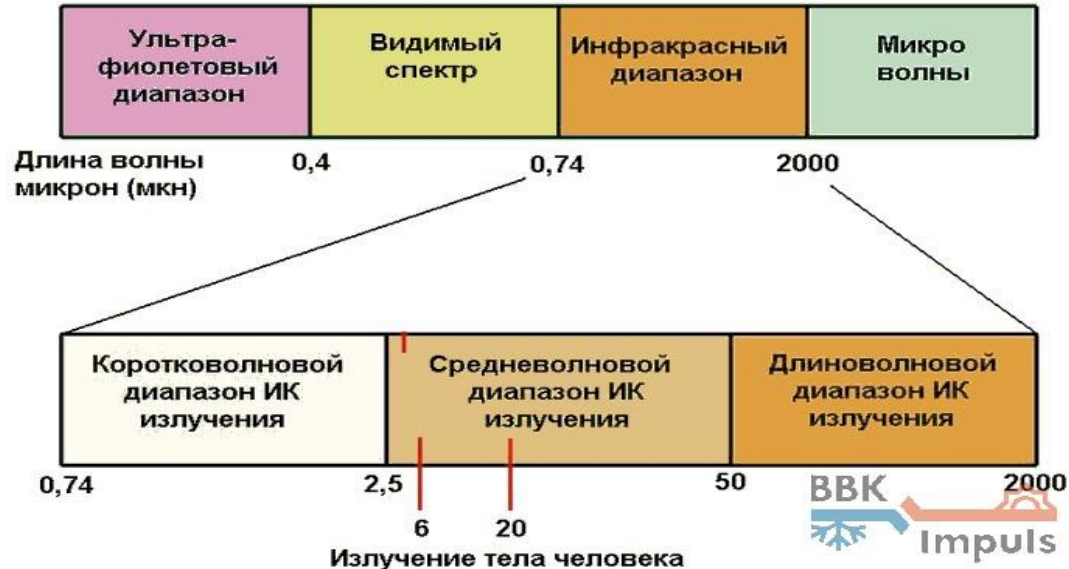 Ультра-
фиолетовый
диапазон
Видимый
спектр
Инфракрасный
диапазон
Микро
волны
Длина волны
микрон (мкн)
0,4
0,74
2000
Коротковолновой
диапазон ИК
излучения
Средневолновой
диапазон ИК
излучения
Длиноволновой
диапазон ИК
излучения
0,74
2,5
50
2000
6
20
Излучение тела человека
BBK
Impuls